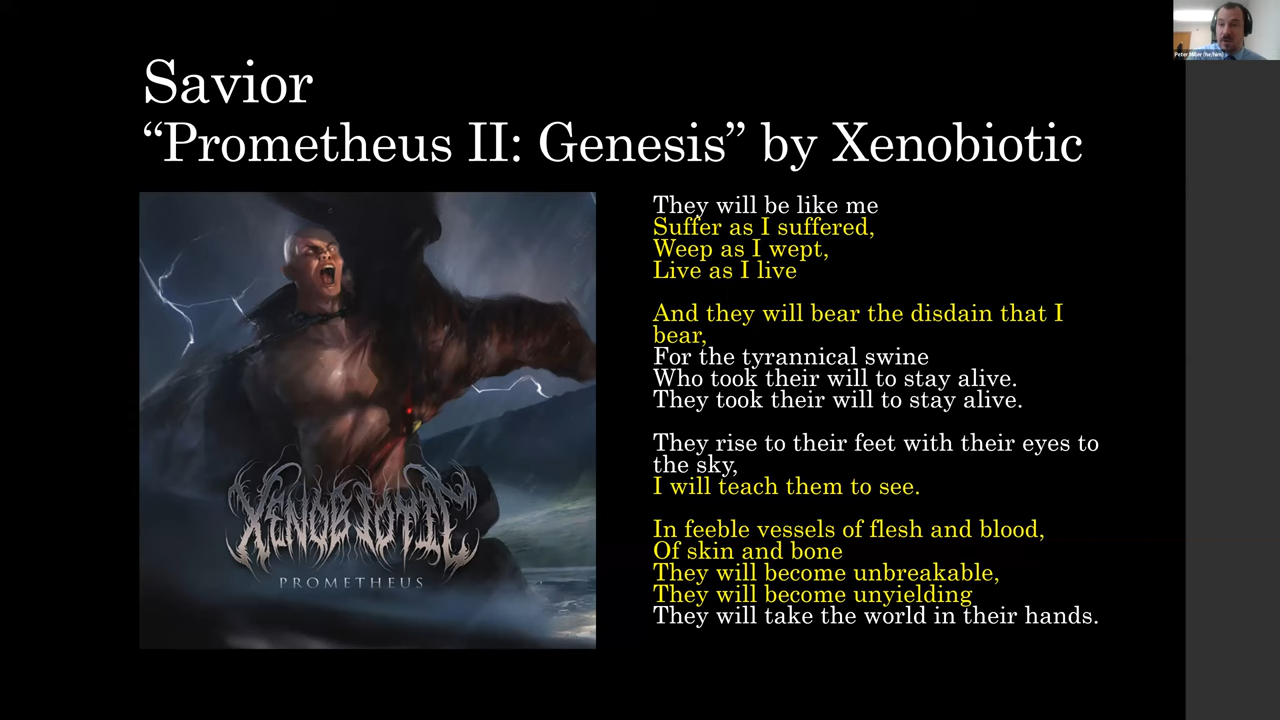 Savior
“Prometheus II: Genesis” by Xenobiotic
Peter Miller (he/him)
They will be like me
Suffer as I suffered,
Weep as I wept,
Live as I live
And they will bear the disdain that I
bear,
For the tyrannical swine
Who took their will to stay alive.
They took their will to stay alive.
They rise to their feet with their eyes to
the sky,
I will teach them to see.
In feeble vessels of flesh and blood,
Of skin and bone
They will become unbreakable,
They will become unyielding
They will take the world in their hands.
XENOBIOTIC
PROMETHEUS